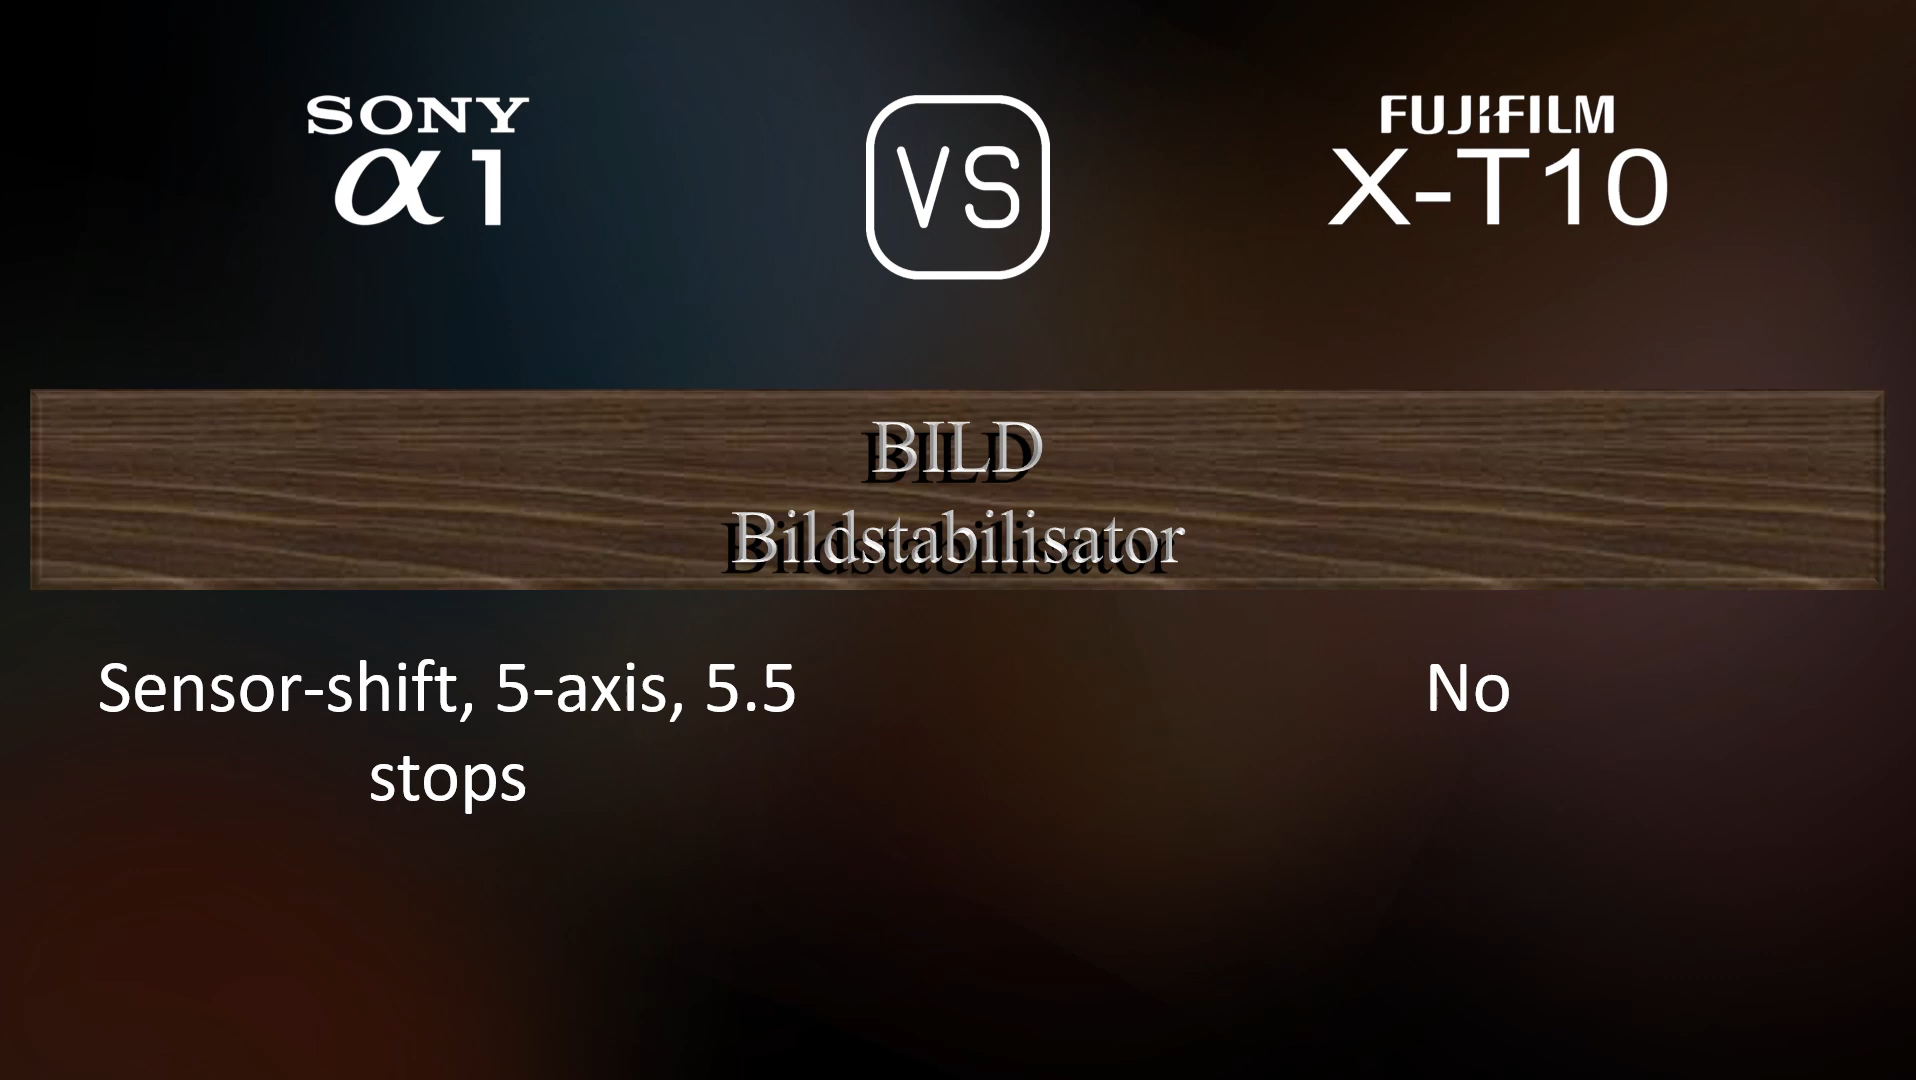 SONY
α1
VS
FUJIFILM
X-T10
BILD
Bildstabilisator
Sensor-shift, 5-axis, 5.5
stops
No